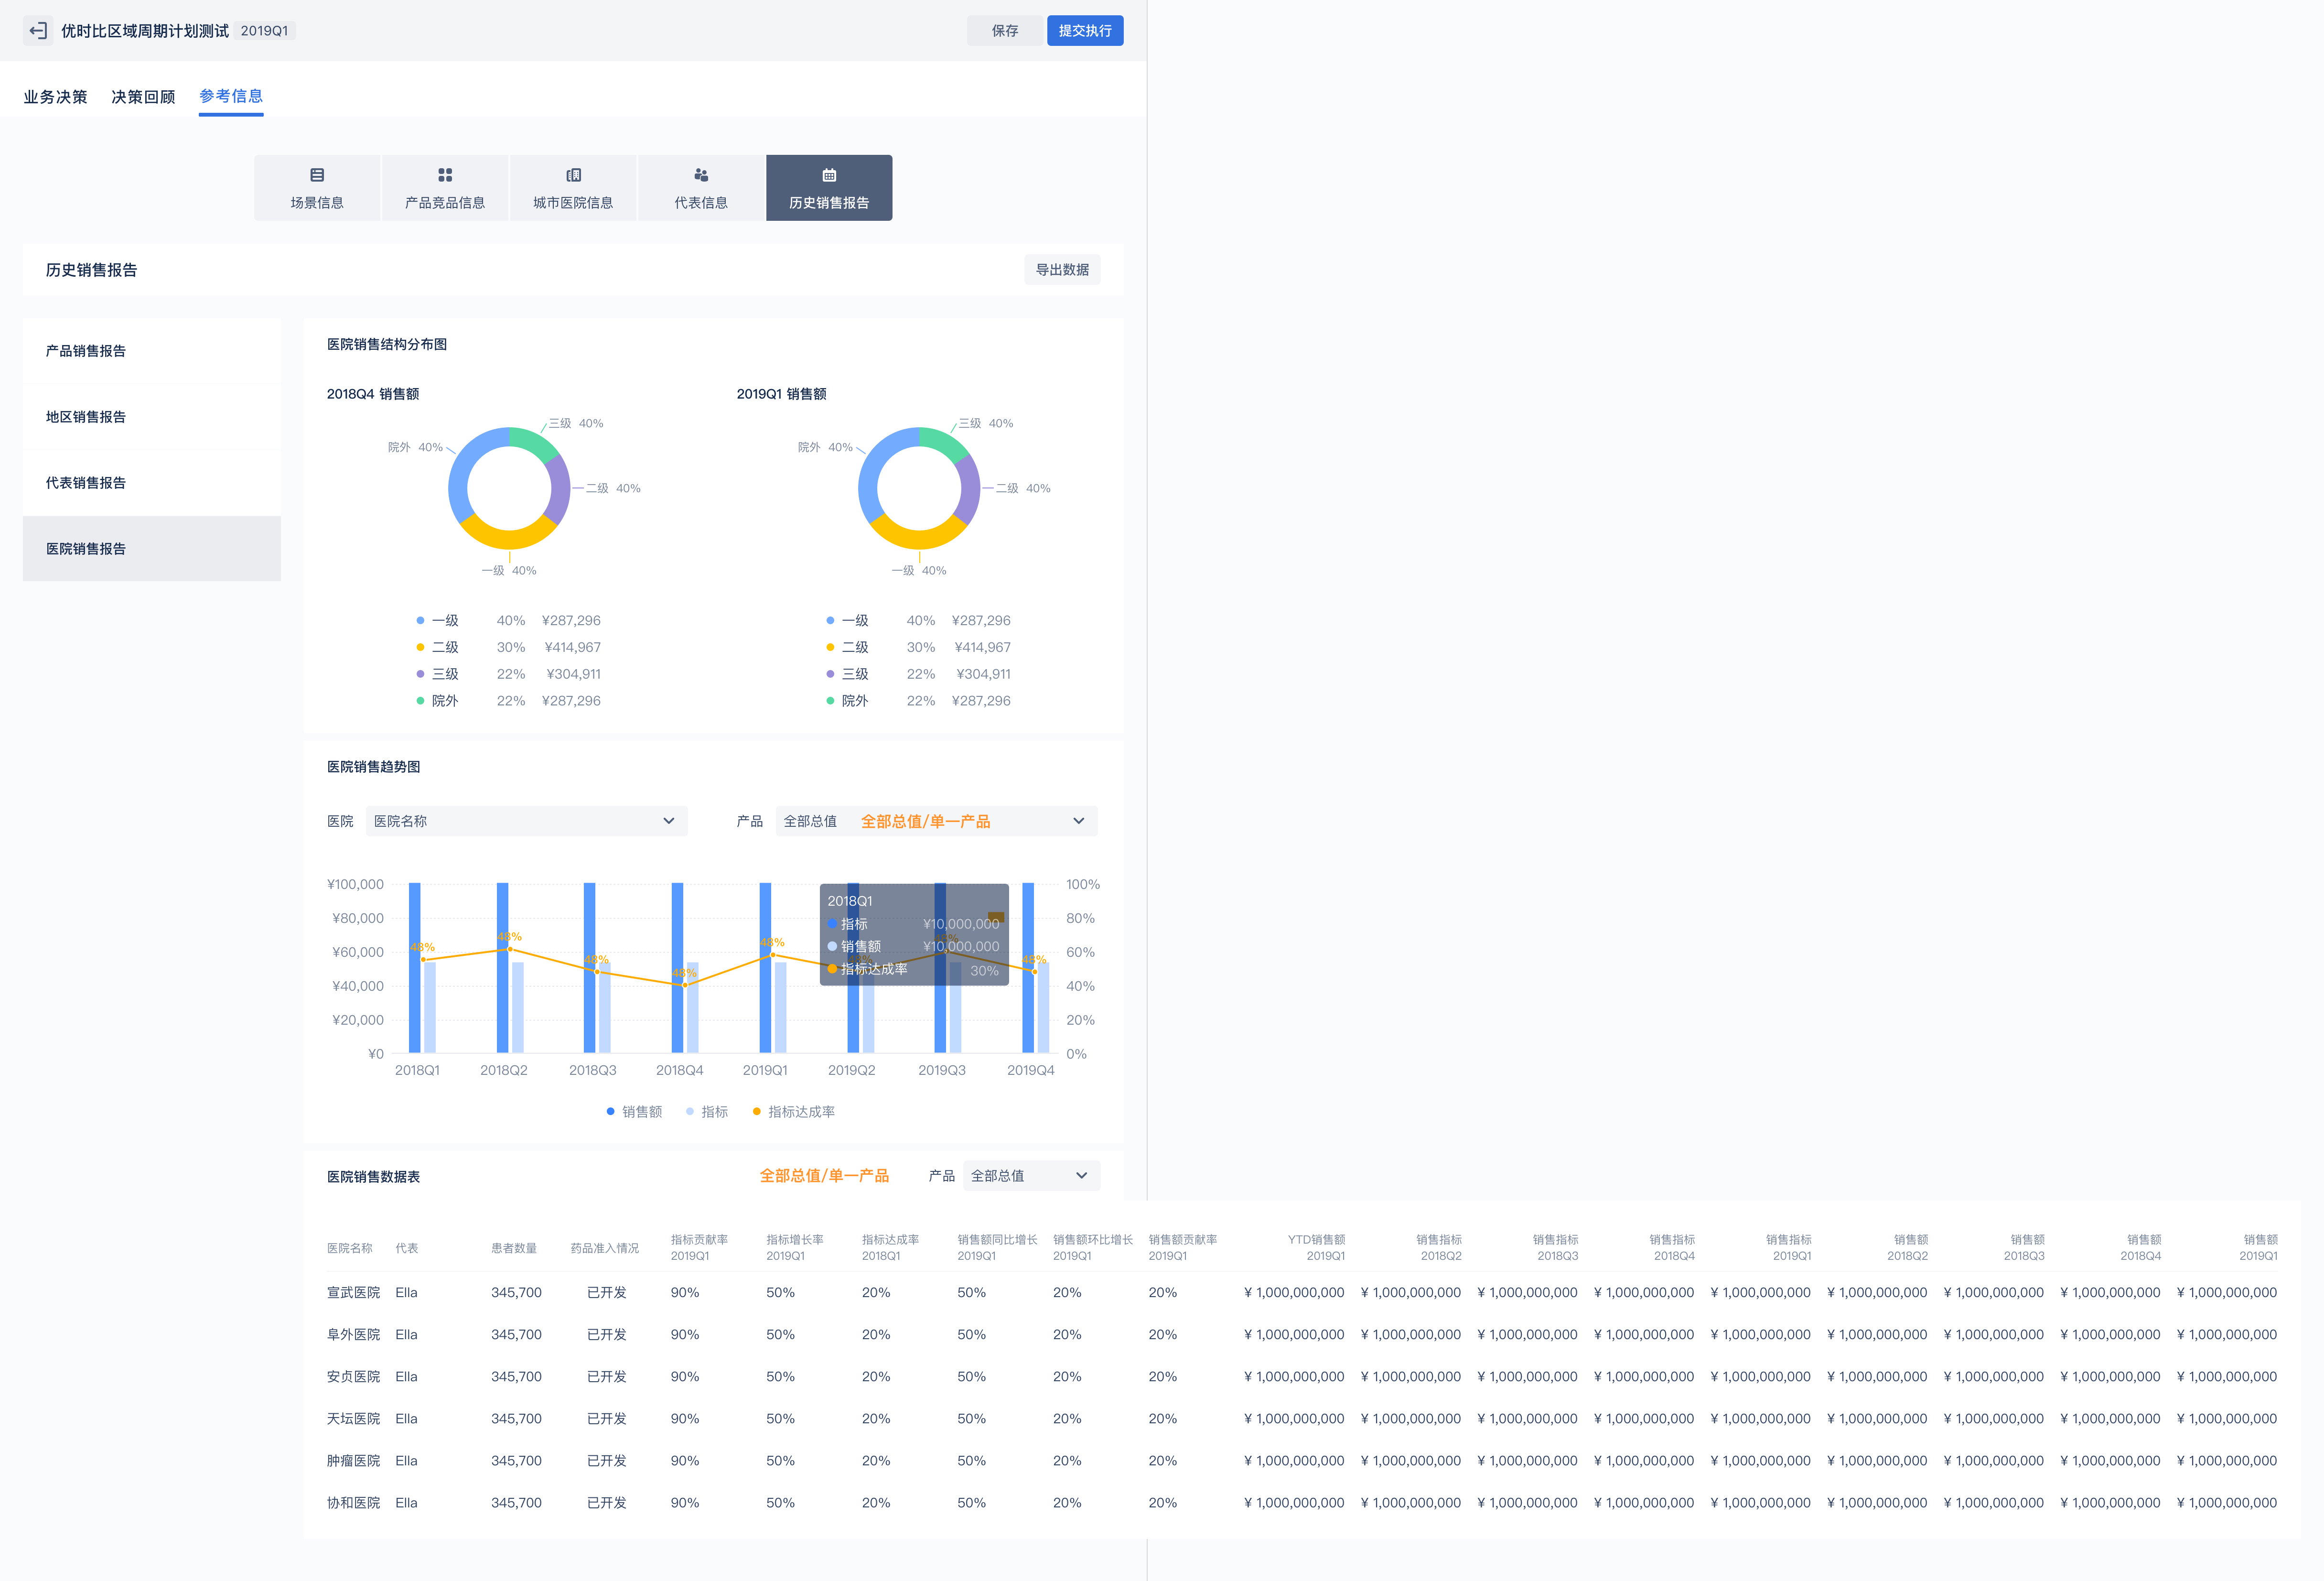 优时比区域周期计划测试 2019Q1 保存 提交执行
业务决策 决策回顾 参考信息
场景信息 产品竞品信息 城市医院信息 代表信息 历史销售报告
历史销售报告 导出数据
产品销售报告
地区销售报告
代表销售报告
医院销售报告
医院销售结构分布图
2018Q4 销售额
三级 40%
院外 40%
二级 40%
一级 40%
一级 40% ¥287,296
二级 30% ¥414,967
三级 22% ¥304,911
院外 22% ¥287,296
2019Q1 销售额
三级 40%
院外 40%
二级 40%
一级 40%
一级 40% ¥287,296
二级 30% ¥414,967
三级 22% ¥304,911
院外 22% ¥287,296
医院销售趋势图
医院 医院名称 产品 全部总值 全部总值/单一产品
¥100,000 100%
¥80,000 80%
¥60,000 60%
¥40,000 40%
¥20,000 20%
¥0 0%
48% 48% 48% 48% 48% 48%
2018Q1
指标 ¥10,000,000
销售额 ¥10,000,000
指标达成率 30%
2018Q1 2018Q2 2018Q3 2018Q4 2019Q1 2019Q2 2019Q3 2019Q4
销售额 指标 指标达成率
医院销售数据表 全部总值/单一产品 产品 全部总值
医院名称 代表 患者数量 药品准入情况 指标贡献率 指标增长率 指标达成率 销售额同比增长 销售额环比增长 销售额贡献率 YTD销售额 销售指标 销售指标 销售指标 销售指标 销售额 销售额 销售额 销售额
2019Q1 2019Q1 2018Q1 2019Q1 2019Q1 2019Q1 2019Q1 2018Q2 2018Q3 2018Q4 2019Q1 2018Q2 2018Q3 2018Q4 2019Q1
宣武医院 Ella 345,700 已开发 90% 50% 20% 50% 20% 20% ¥ 1,000,000,000 ¥ 1,000,000,000 ¥ 1,000,000,000 ¥ 1,000,000,000 ¥ 1,000,000,000 ¥ 1,000,000,000 ¥ 1,000,000,000 ¥ 1,000,000,000 ¥ 1,000,000,000
阜外医院 Ella 345,700 已开发 90% 50% 20% 50% 20% 20% ¥ 1,000,000,000 ¥ 1,000,000,000 ¥ 1,000,000,000 ¥ 1,000,000,000 ¥ 1,000,000,000 ¥ 1,000,000,000 ¥ 1,000,000,000 ¥ 1,000,000,000 ¥ 1,000,000,000
安贞医院 Ella 345,700 已开发 90% 50% 20% 50% 20% 20% ¥ 1,000,000,000 ¥ 1,000,000,000 ¥ 1,000,000,000 ¥ 1,000,000,000 ¥ 1,000,000,000 ¥ 1,000,000,000 ¥ 1,000,000,000 ¥ 1,000,000,000 ¥ 1,000,000,000
天坛医院 Ella 345,700 已开发 90% 50% 20% 50% 20% 20% ¥ 1,000,000,000 ¥ 1,000,000,000 ¥ 1,000,000,000 ¥ 1,000,000,000 ¥ 1,000,000,000 ¥ 1,000,000,000 ¥ 1,000,000,000 ¥ 1,000,000,000 ¥ 1,000,000,000
肿瘤医院 Ella 345,700 已开发 90% 50% 20% 50% 20% 20% ¥ 1,000,000,000 ¥ 1,000,000,000 ¥ 1,000,000,000 ¥ 1,000,000,000 ¥ 1,000,000,000 ¥ 1,000,000,000 ¥ 1,000,000,000 ¥ 1,000,000,000 ¥ 1,000,000,000
协和医院 Ella 345,700 已开发 90% 50% 20% 50% 20% 20% ¥ 1,000,000,000 ¥ 1,000,000,000 ¥ 1,000,000,000 ¥ 1,000,000,000 ¥ 1,000,000,000 ¥ 1,000,000,000 ¥ 1,000,000,000 ¥ 1,000,000,000 ¥ 1,000,000,000